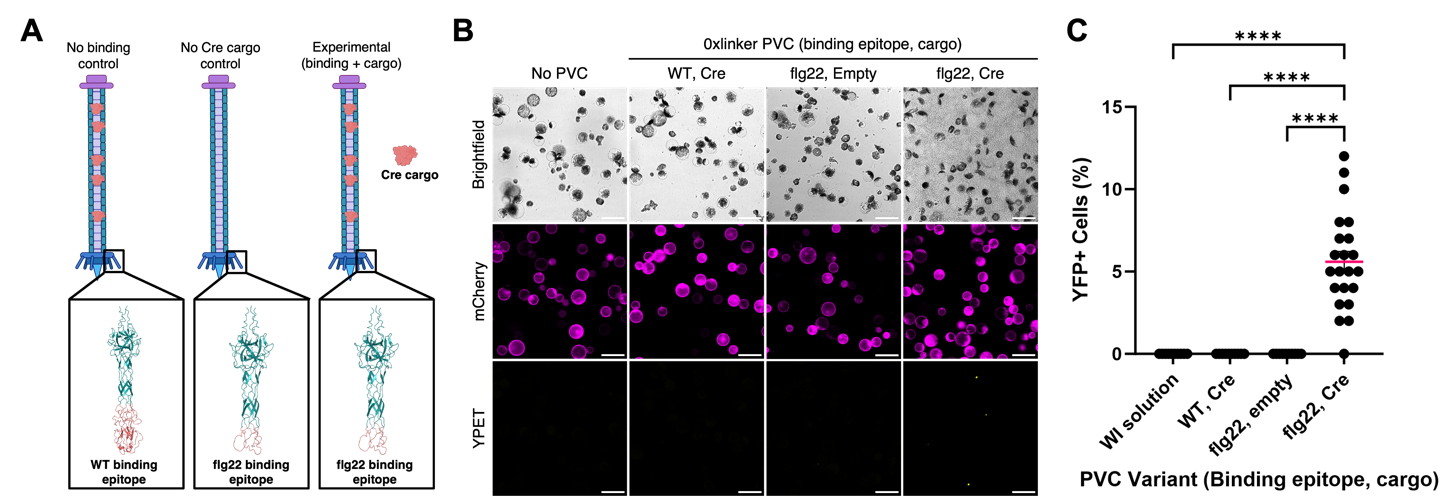 A
No binding
control
No Cre cargo
control
Experimental
(binding + cargo)
Cre cargo
WT binding
epitope
flg22 binding
epitope
flg22 binding
epitope
B
0xlinker PVC (binding epitope, cargo)
No PVC
WT, Cre
flg22, Empty
flg22, Cre
Brightfield
mCherry
YPET
C
****
****
****
15
10
5
0
YFP+ Cells (%)
WI solution
WT, Cre
flg22, empty
flg22, Cre
PVC Variant (Binding epitope, cargo)